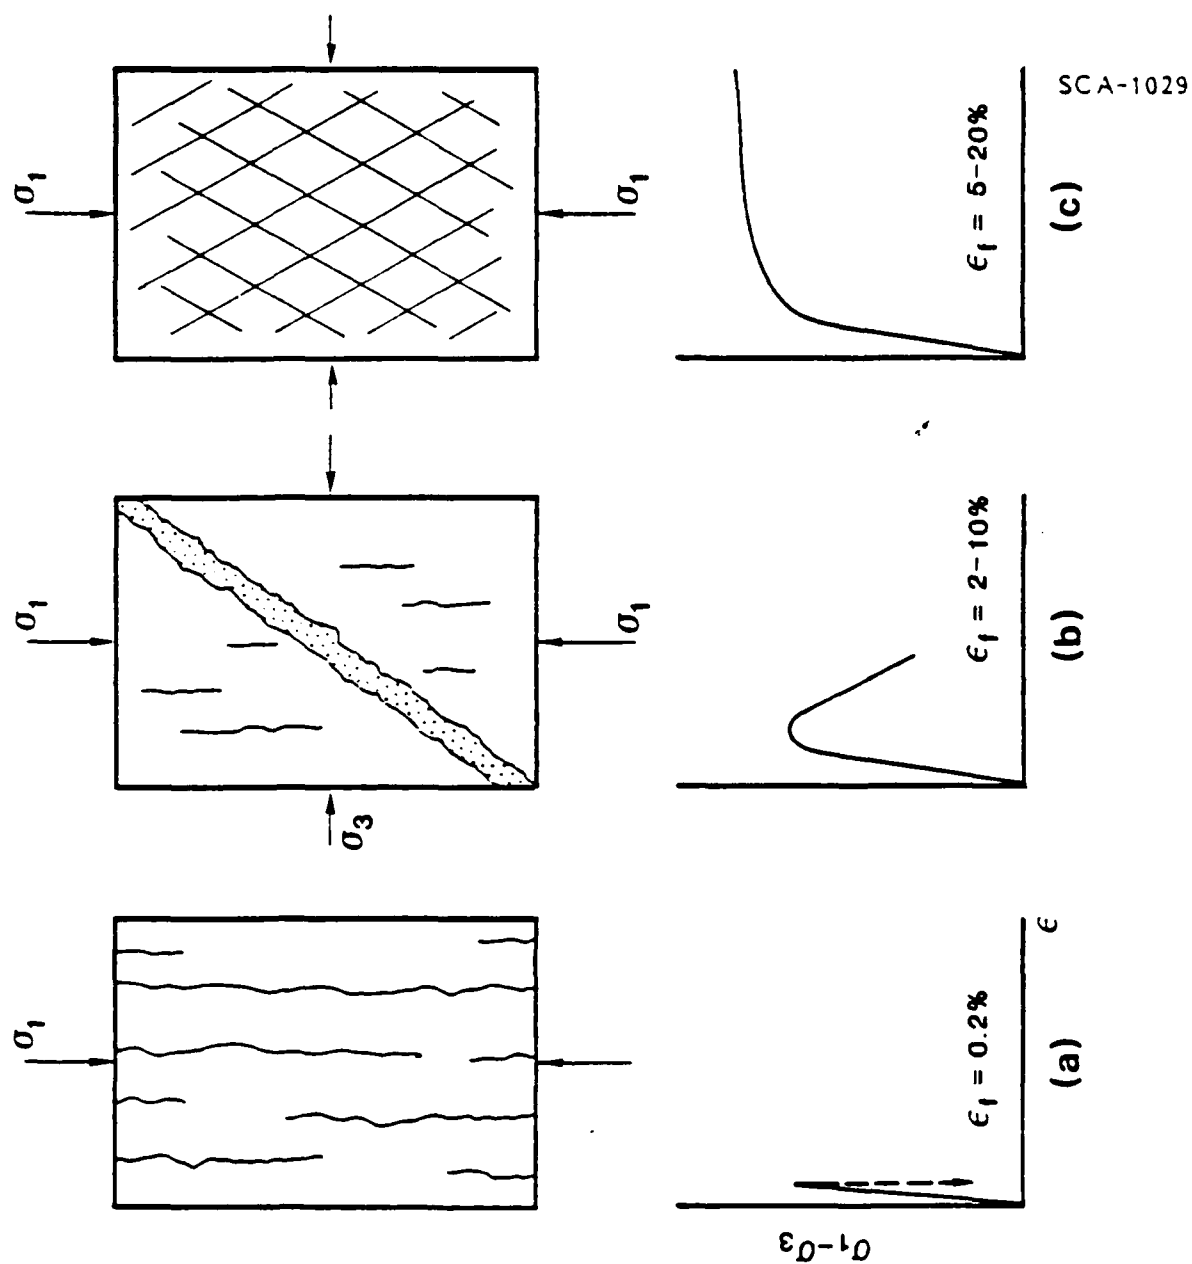 σ₁
σ₁
σ₁
σ₃
σ₁
σ₁
σ₁-σ₃
ϵf = 0.2%
ϵ
ϵf = 2-10%
ϵf = 5-20%
(a)
(b)
(c)
SCA-1029